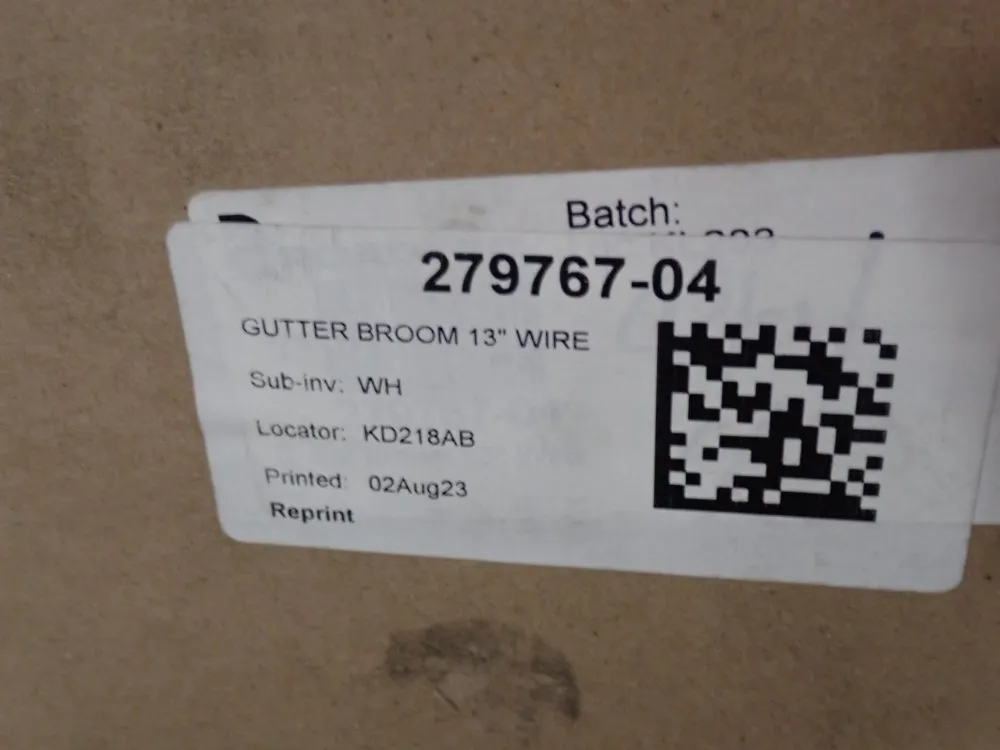 Batch:
279767-04
GUTTER BROOM 13" WIRE
Sub-inv: WH
Locator: KD218AB
Printed: 02Aug23
Reprint